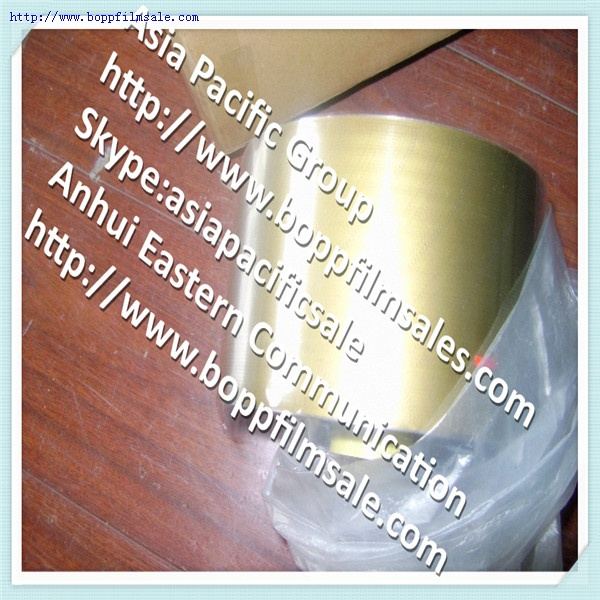 http://www.boppfilmsale.com
Asia Pacific Group
http://www.boppfilmsales.com
Skype:asiapacificsale
Anhui Eastern Communication
http://www.boppfilmsale.com